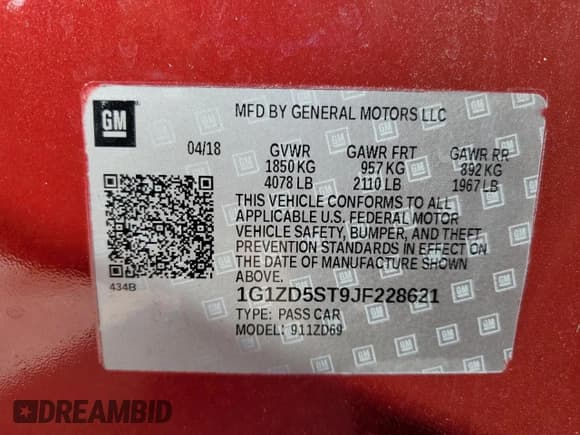 GM
MFD BY GENERAL MOTORS LLC
04/18 GVWR GAWR FRT GAWR RR
1850 KG 957 KG 892 KG
4078 LB 2110 LB 1967 LB
THIS VEHICLE CONFORMS TO ALL
APPLICABLE U.S. FEDERAL MOTOR
VEHICLE SAFETY, BUMPER, AND THEFT
PREVENTION STANDARDS IN EFFECT ON
THE DATE OF MANUFACTURE SHOWN
ABOVE.
434B
1G1ZD5ST9JF228621
TYPE: PASS CAR
MODEL: 911ZD69
DREAMBID